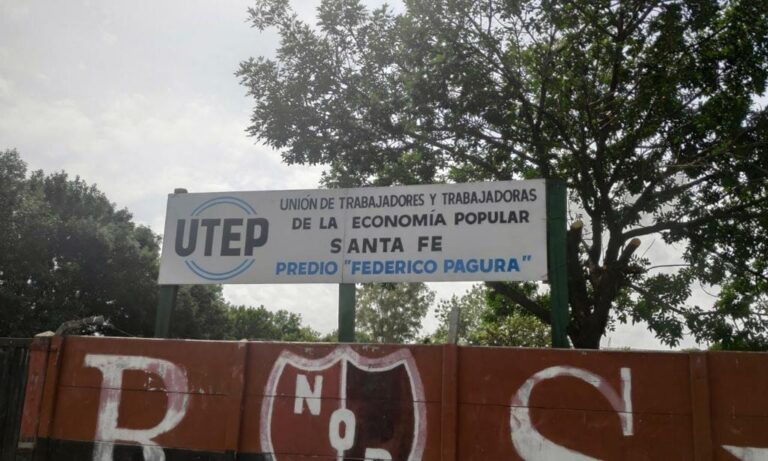 UTEP
UNIÓN DE TRABAJADORES Y TRABAJADORAS
DE LA ECONOMÍA POPULAR
SANTA FE
PREDIO "FEDERICO PAGURA"
R
N
O
B
S